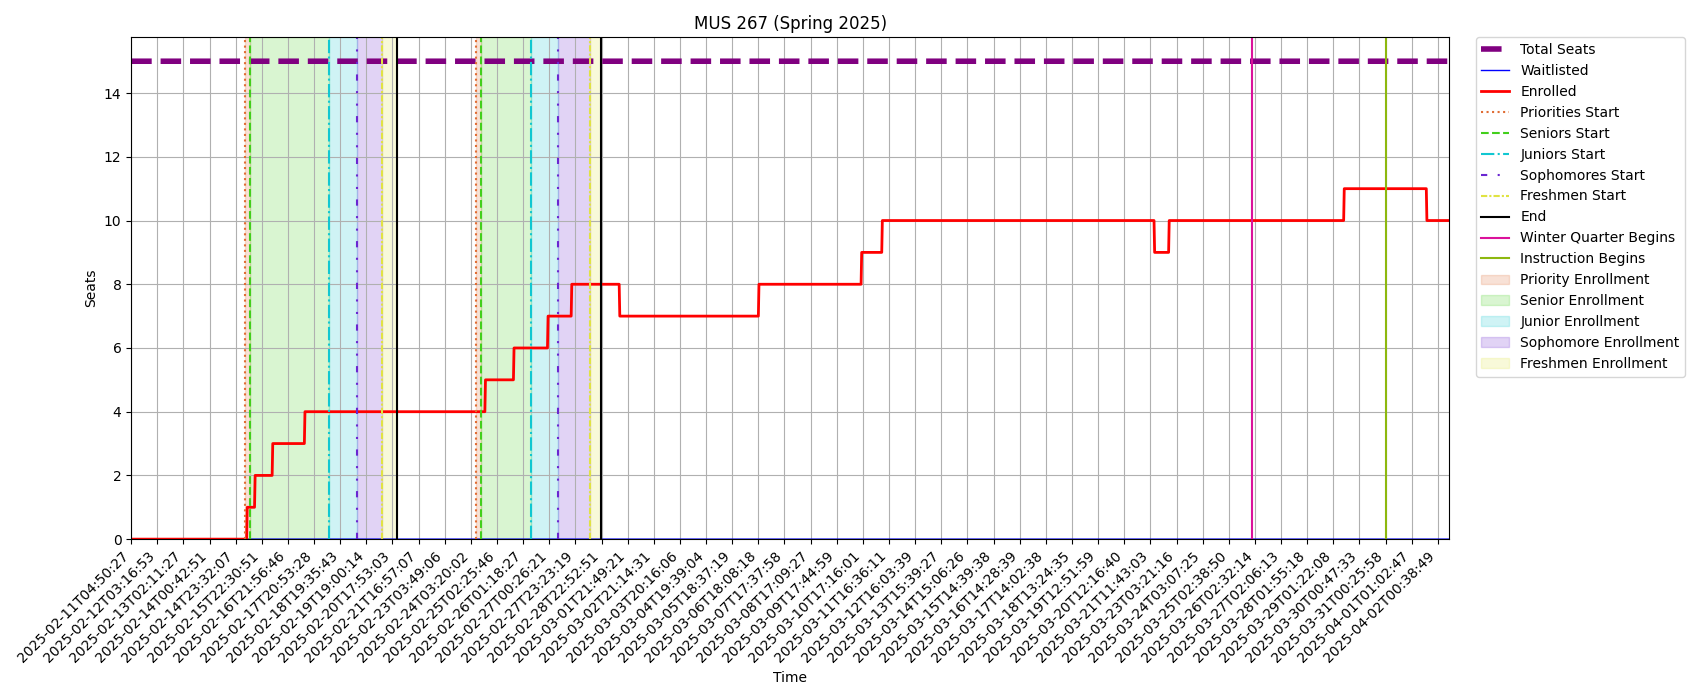 MUS 267 (Spring 2025)
14
12
10
8
6
4
2
0
Seats
2025-02-11T04:50:27
2025-02-12T03:16:53
2025-02-13T02:11:27
2025-02-14T00:42:51
2025-02-14T23:32:07
2025-02-15T22:30:51
2025-02-16T21:56:46
2025-02-17T20:53:28
2025-02-18T19:35:43
2025-02-19T19:00:14
2025-02-20T17:53:03
2025-02-21T16:57:07
2025-02-23T03:49:06
2025-02-24T03:20:02
2025-02-25T02:25:46
2025-02-26T01:18:27
2025-02-27T00:26:21
2025-02-27T23:23:19
2025-02-28T22:52:51
2025-03-01T21:49:21
2025-03-02T21:14:31
2025-03-03T20:16:06
2025-03-04T19:39:04
2025-03-05T18:37:19
2025-03-06T18:08:18
2025-03-07T17:37:58
2025-03-08T17:09:27
2025-03-09T17:44:59
2025-03-10T17:16:01
2025-03-11T16:36:11
2025-03-12T16:03:39
2025-03-13T15:39:27
2025-03-14T15:06:26
2025-03-15T14:39:38
2025-03-16T14:28:39
2025-03-17T14:02:38
2025-03-18T13:24:35
2025-03-19T12:51:59
2025-03-20T12:16:40
2025-03-21T11:43:03
2025-03-23T03:21:16
2025-03-24T03:07:25
2025-03-25T02:38:50
2025-03-26T02:32:14
2025-03-27T02:06:13
2025-03-28T01:55:18
2025-03-29T01:22:08
2025-03-30T00:47:33
2025-03-31T00:25:58
2025-04-01T01:02:47
2025-04-02T00:38:49
Time
Total Seats
Waitlisted
Enrolled
Priorities Start
Seniors Start
Juniors Start
Sophomores Start
Freshmen Start
End
Winter Quarter Begins
Instruction Begins
Priority Enrollment
Senior Enrollment
Junior Enrollment
Sophomore Enrollment
Freshmen Enrollment